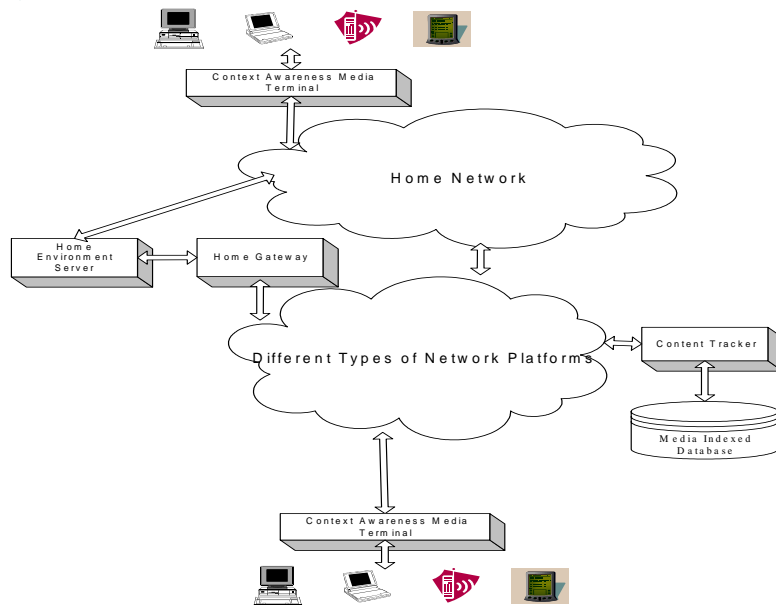 Context Awareness Media
Terminal
Home Network
Home
Environment
Server
Home Gateway
Different Types of Network Platforms
Content Tracker
Media Indexed
Database
Context Awareness Media
Terminal